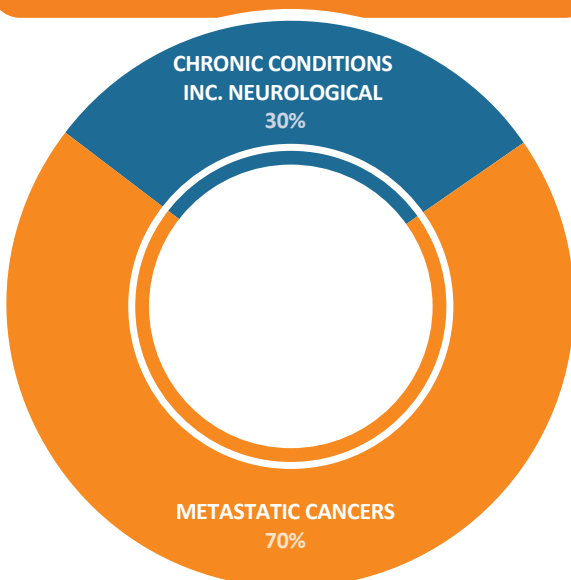 CHRONIC CONDITIONS
INC. NEUROLOGICAL
30%
METASTATIC CANCERS
70%